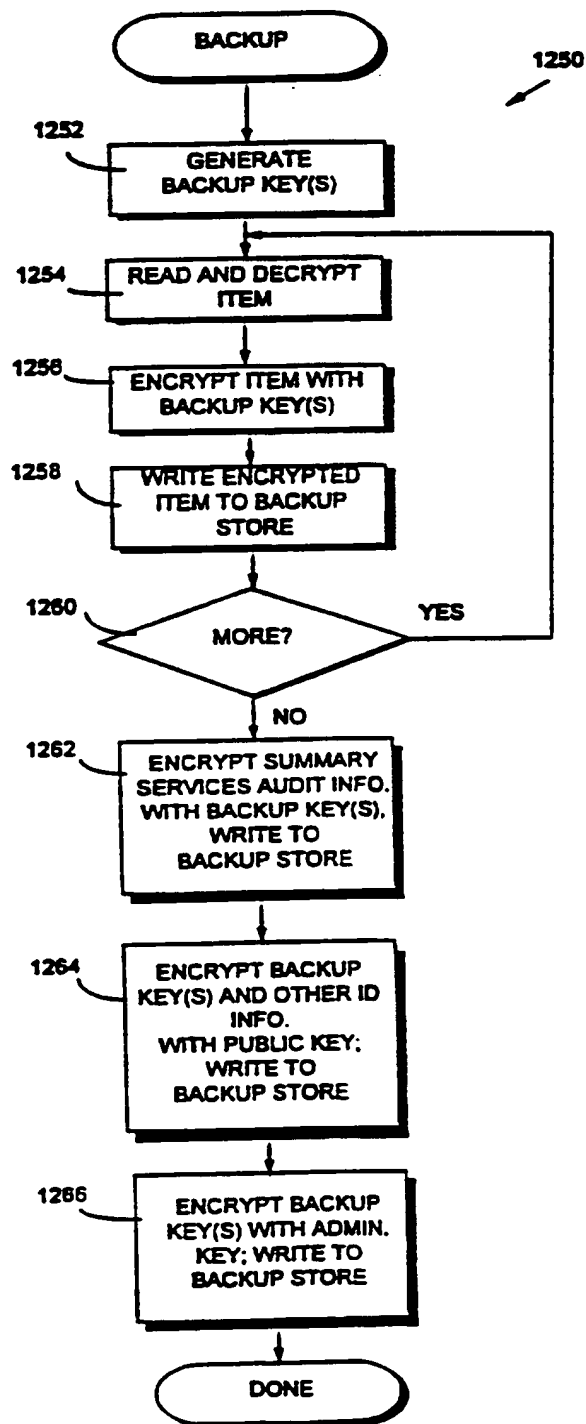 BACKUP
1250
1252
GENERATE
BACKUP KEY(S)
1254
READ AND DECRYPT
ITEM
1256
ENCRYPT ITEM WITH
BACKUP KEY(S)
1258
WRITE ENCRYPTED
ITEM TO BACKUP
STORE
1260
MORE?
YES
NO
1262
ENCRYPT SUMMARY
SERVICES AUDIT INFO.
WITH BACKUP KEY(S),
WRITE TO
BACKUP STORE
1264
ENCRYPT BACKUP
KEY(S) AND OTHER ID
INFO.
WITH PUBLIC KEY;
WRITE TO
BACKUP STORE
1266
ENCRYPT BACKUP
KEY(S) WITH ADMIN.
KEY; WRITE TO
BACKUP STORE
DONE